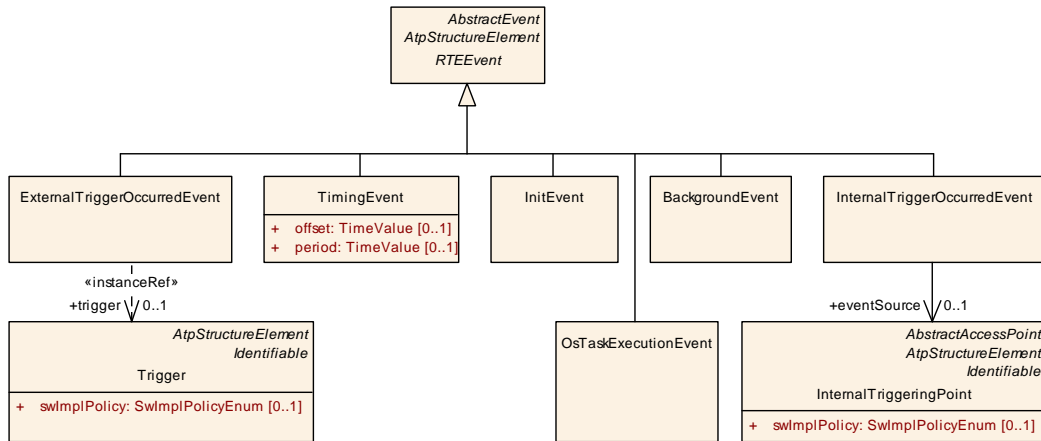 AbstractEvent
AtpStructureElement
RTEEvent
ExternalTriggerOccurredEvent
TimingEvent
+ offset: TimeValue [0..1]
+ period: TimeValue [0..1]
InitEvent
BackgroundEvent
InternalTriggerOccurredEvent
«instanceRef»
+trigger 0..1
+eventSource 0..1
AtpStructureElement
Identifiable
Trigger
+ swImplPolicy: SwImplPolicyEnum [0..1]
OsTaskExecutionEvent
AbstractAccessPoint
AtpStructureElement
Identifiable
InternalTriggeringPoint
+ swImplPolicy: SwImplPolicyEnum [0..1]